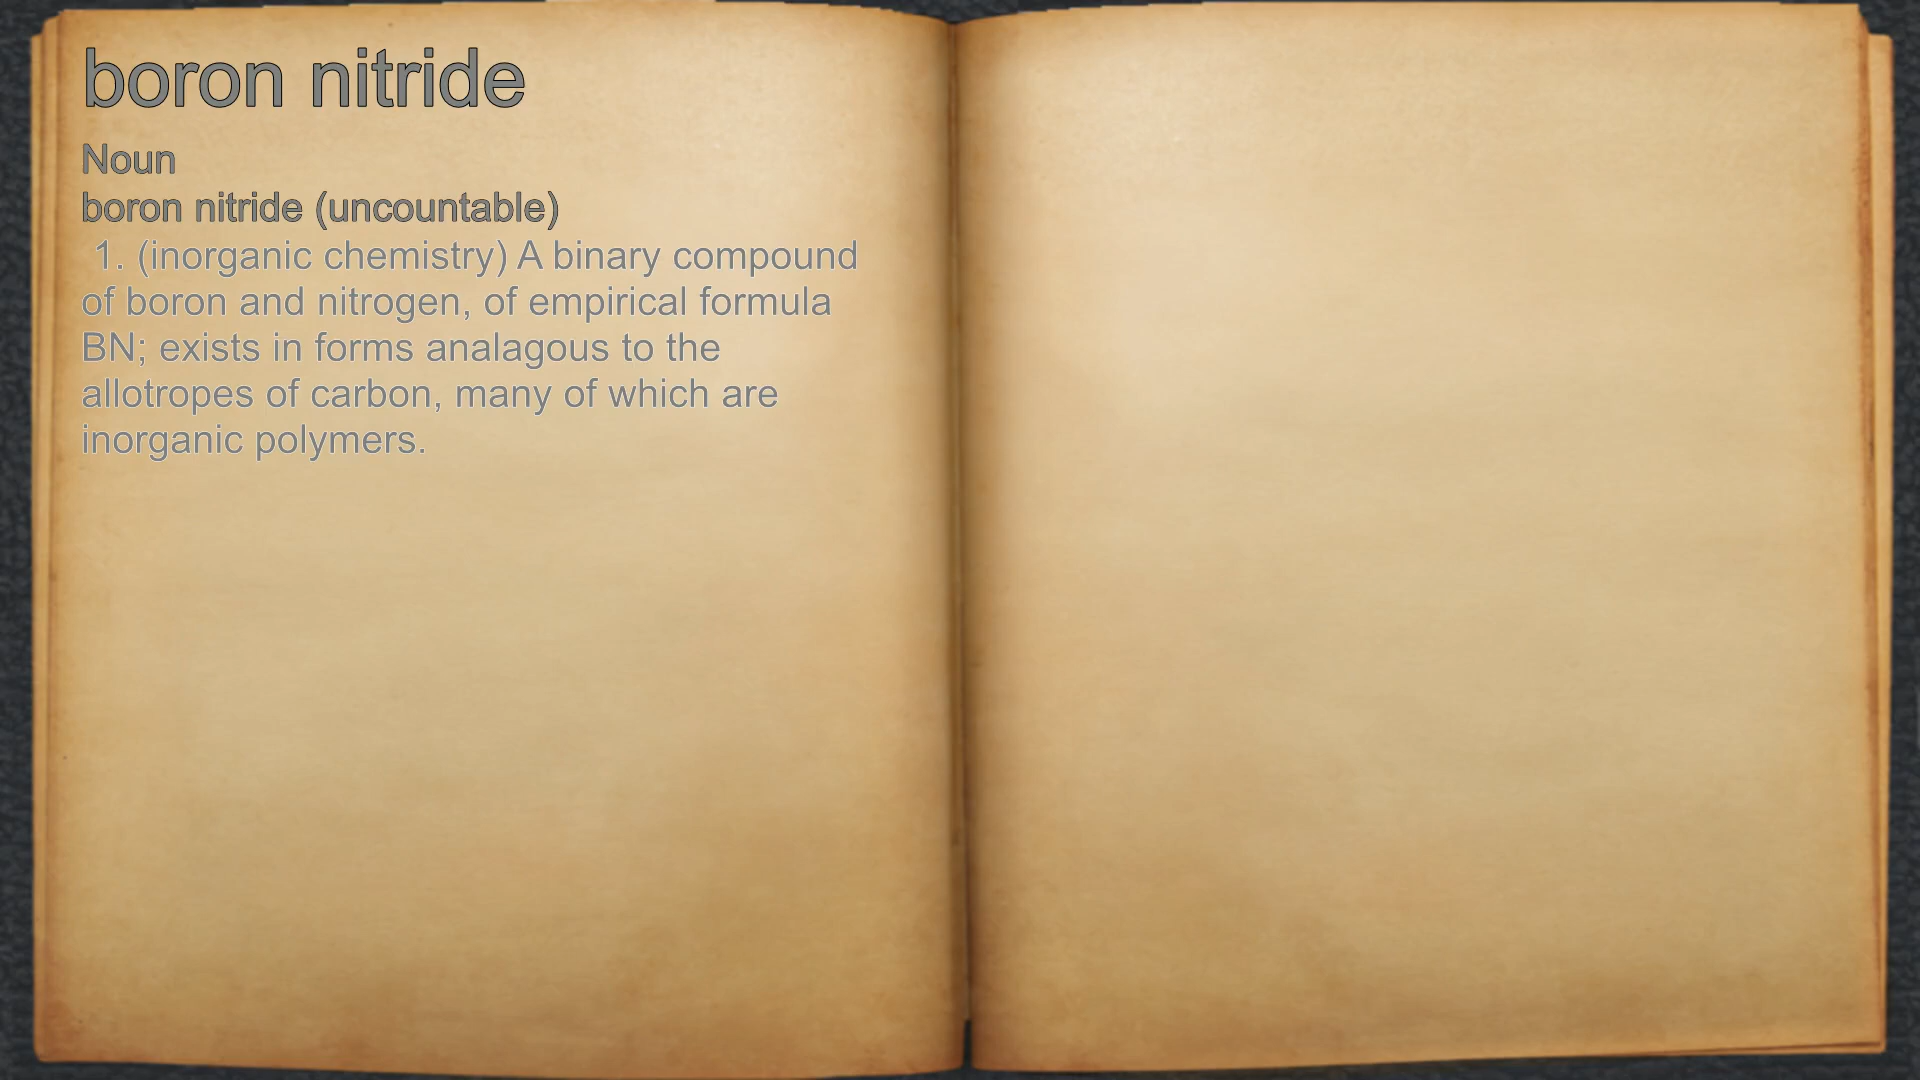 boron nitride
Noun
boron nitride (uncountable)
1. (inorganic chemistry) A binary compound
of boron and nitrogen, of empirical formula
BN; exists in forms analagous to the
allotropes of carbon, many of which are
inorganic polymers.